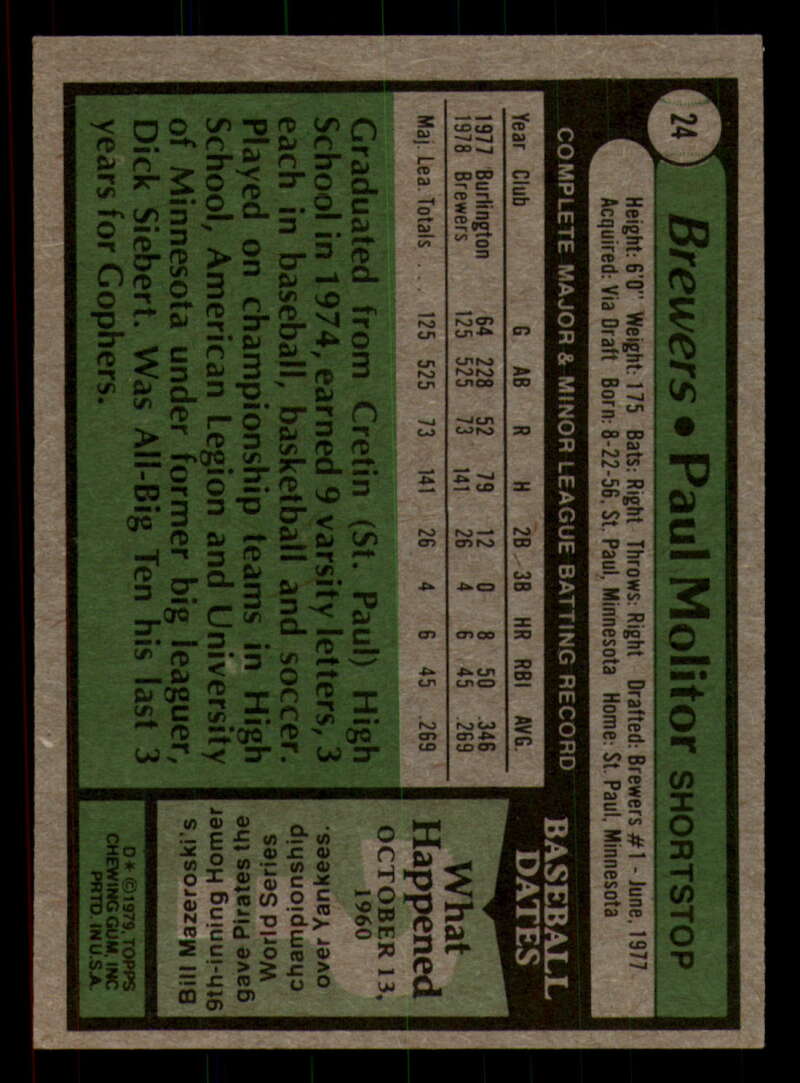 24
Brewers • Paul Molitor SHORTSTOP
Height: 6'0" Weight: 175 Bats: Right Throws: Right Drafted: Brewers #1 - June, 1977
Acquired: Via Draft Born: 8-22-56, St. Paul, Minnesota Home: St. Paul, Minnesota
COMPLETE MAJOR & MINOR LEAGUE BATTING RECORD
Year Club G AB R H 2B 3B HR RBI AVG.
1977 Burlington 64 228 52 79 12 0 8 50 .346
1978 Brewers 125 525 73 141 26 4 6 45 .269
Maj. Lea. Totals . . . 125 525 73 141 26 4 6 45 .269
Graduated from Cretin (St. Paul) High
School in 1974, earned 9 varsity letters, 3
each in baseball, basketball and soccer.
Played on championship teams in High
School, American Legion and University
of Minnesota under former big leaguer,
Dick Siebert. Was All-Big Ten his last 3
years for Gophers.
BASEBALL
DATES
What
Happened
OCTOBER 13,
1960
Bill Mazeroski's
9th-inning Homer
gave Pirates the
World Series
championship
over Yankees.
D* ©1979, TOPPS
CHEWING GUM, INC.
PRTD. IN U.S.A.